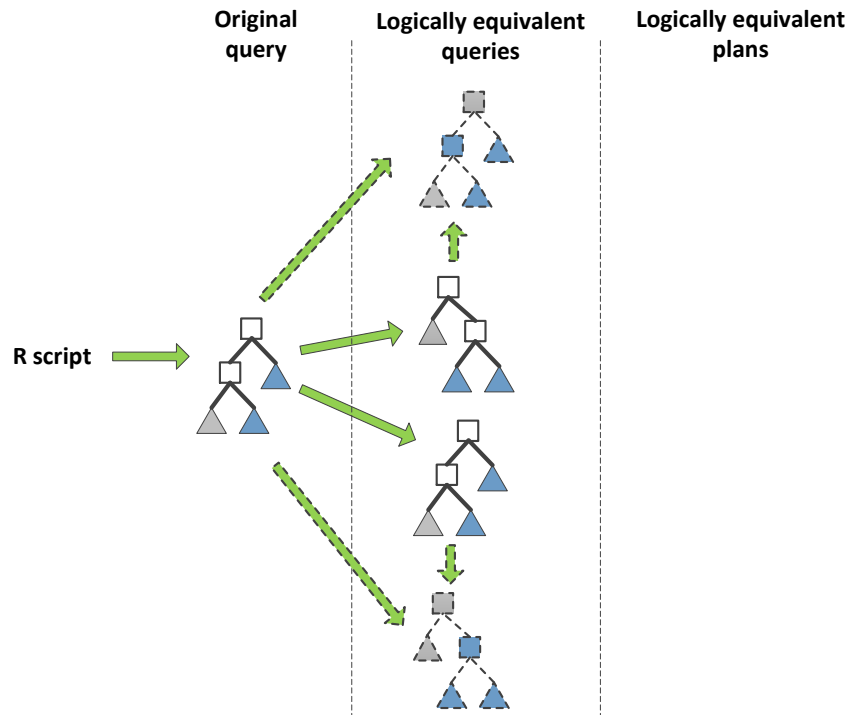 Original
query
Logically equivalent
queries
Logically equivalent
plans
R script